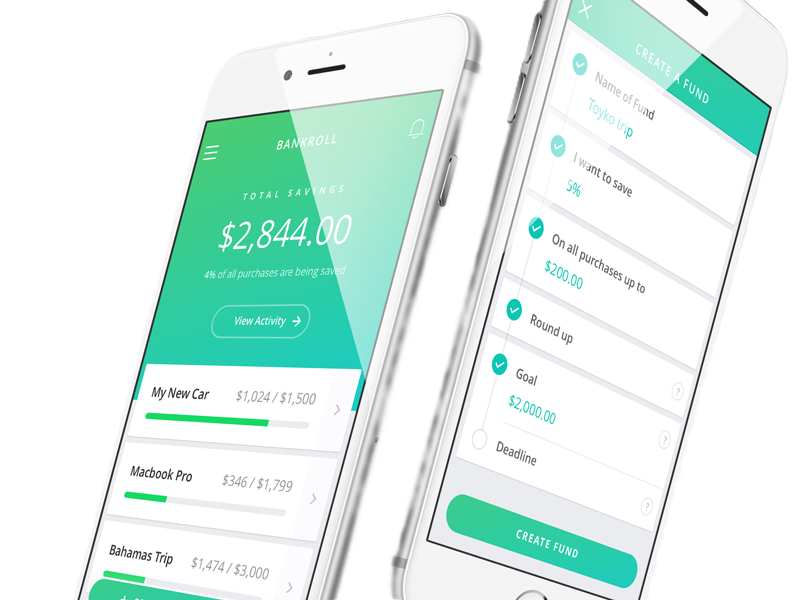 BANKROLL
TOTAL SAVINGS
$2,844.00
4% of all purchases are being saved
View Activity
My New Car
$1,024 / $1,500
Macbook Pro
$346 / $1,799
Bahamas Trip
$1,474 / $3,000
CREATE A FUND
Name of Fund
Toyko trip
I want to save
5%
On all purchases up to
$200.00
Round up
?
Goal
$2,000.00
?
Deadline
?
CREATE FUND